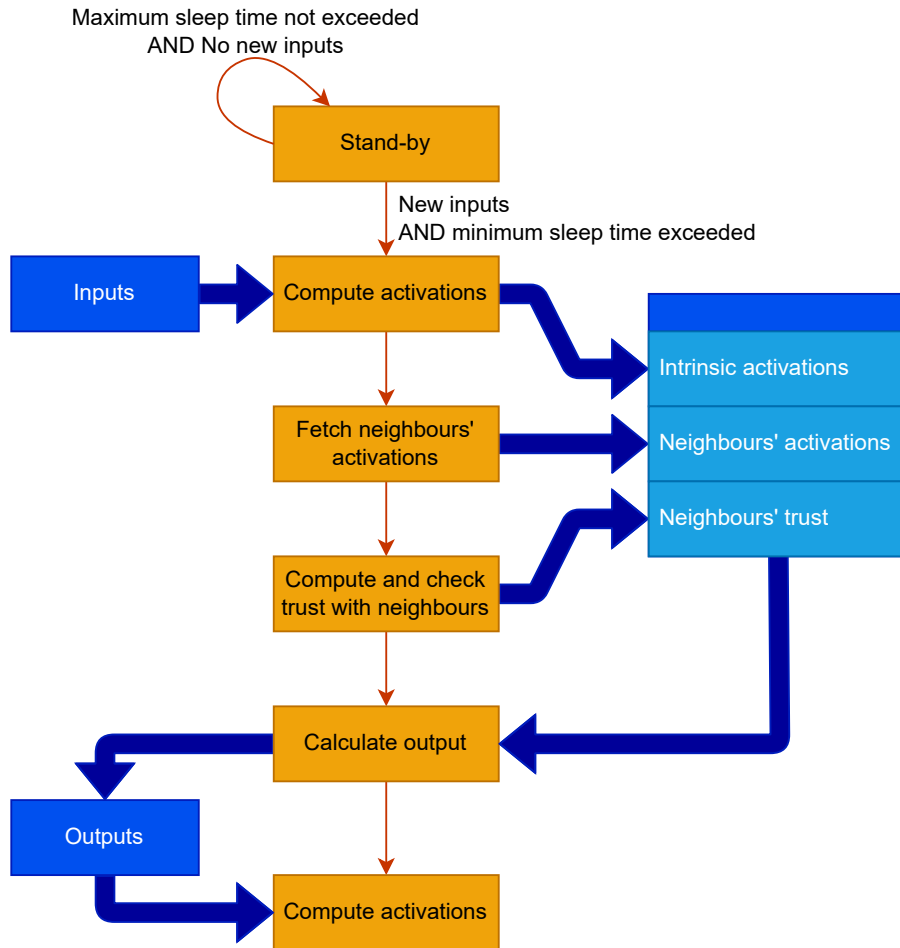 Maximum sleep time not exceeded
AND No new inputs
Stand-by
New inputs
AND minimum sleep time exceeded
Inputs
Compute activations
Intrinsic activations
Fetch neighbours'
activations
Neighbours' activations
Neighbours' trust
Compute and check
trust with neighbours
Calculate output
Outputs
Compute activations